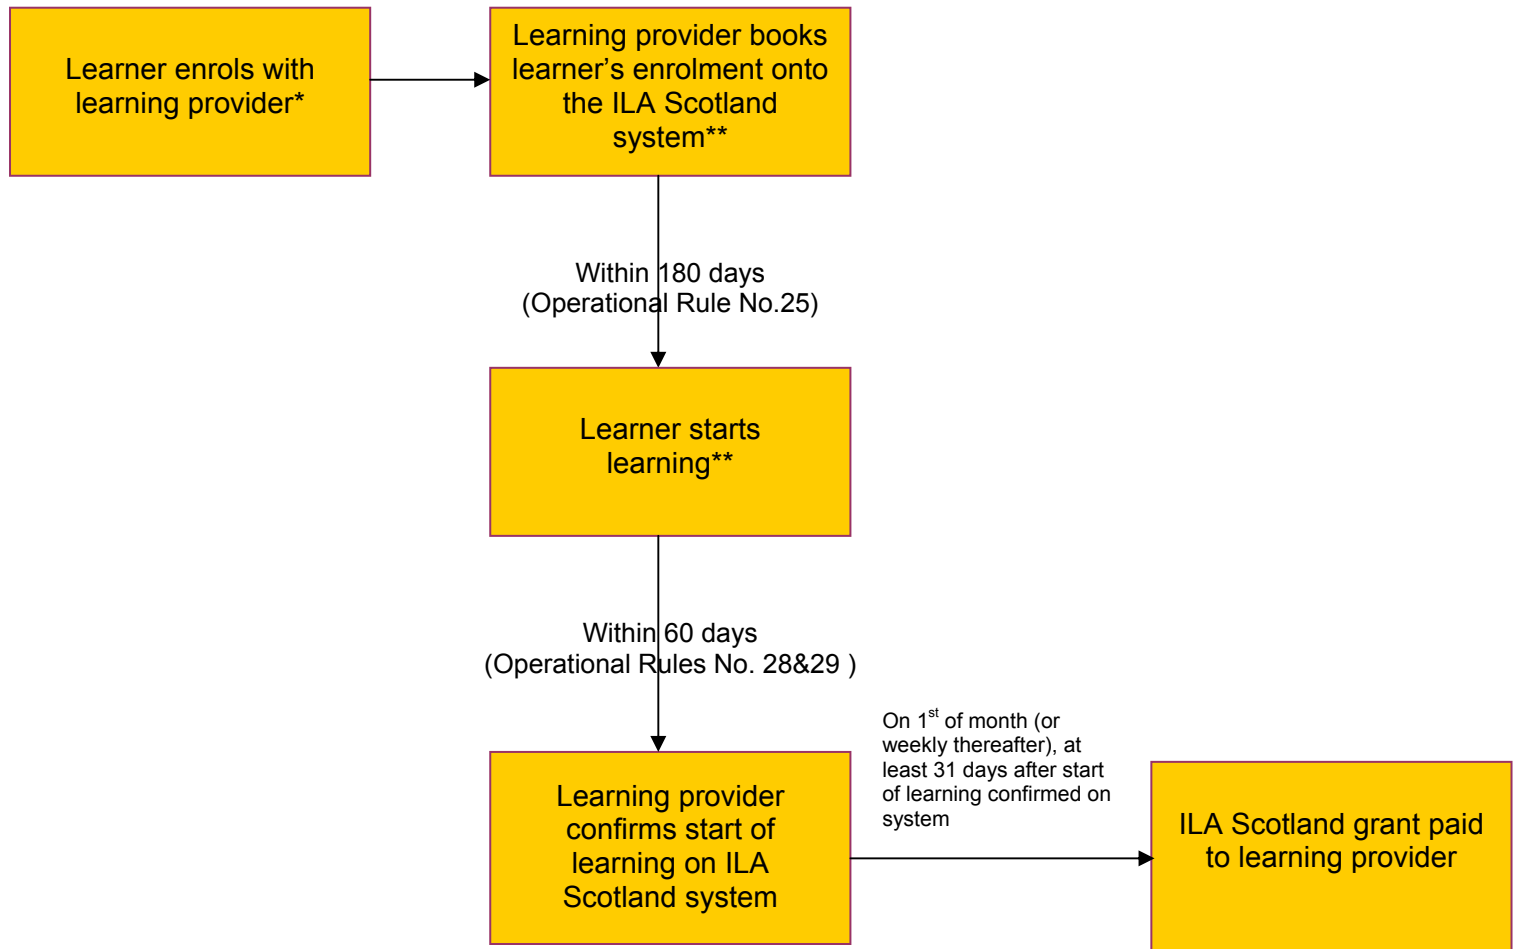 Learner enrols with
learning provider*
Learning provider books
learner’s enrolment onto
the ILA Scotland
system**
Within 180 days
(Operational Rule No.25)
Learner starts
learning**
Within 60 days
(Operational Rules No. 28&29 )
Learning provider
confirms start of
learning on ILA
Scotland system
On 1st of month (or
weekly thereafter), at
least 31 days after start
of learning confirmed on
system
ILA Scotland grant paid
to learning provider